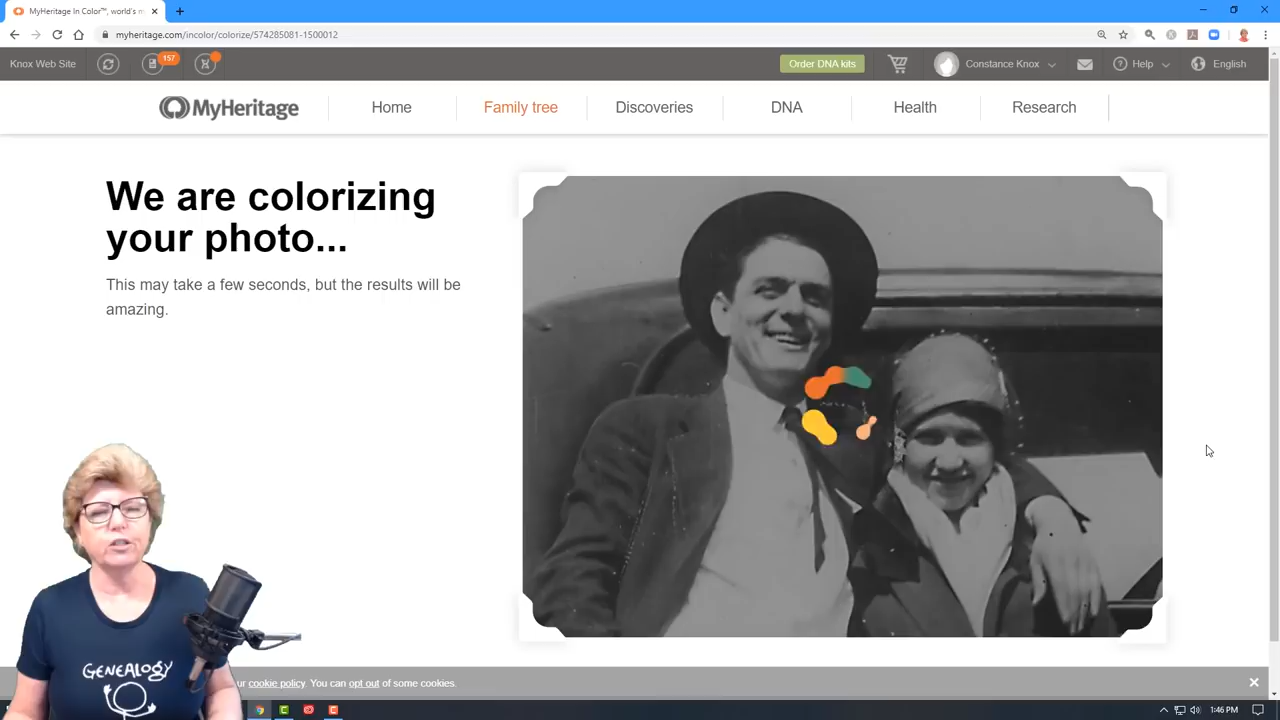 MyHeritage In Color™, world's m
myheritage.com/incolor/colorize/574285081-1500012
Knox Web Site
157
Order DNA kits
Constance Knox
Help
English
MyHeritage
Home
Family tree
Discoveries
DNA
Health
Research
We are colorizing
your photo...
This may take a few seconds, but the results will be
amazing.
GENEALOGY
ur cookie policy. You can opt out of some cookies.
1:46 PM